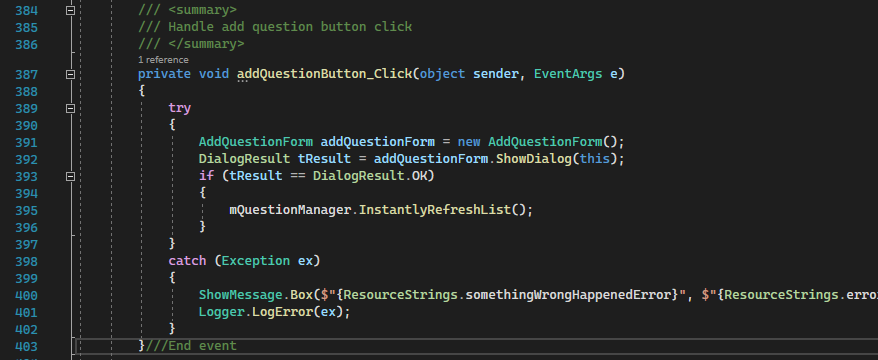 384 /// <summary>
385 /// Handle add question button click
386 /// </summary>
1 reference
387 private void addQuestionButton_Click(object sender, EventArgs e)
388 {
389 try
390 {
391 AddQuestionForm addQuestionForm = new AddQuestionForm();
392 DialogResult tResult = addQuestionForm.ShowDialog(this);
393 if (tResult == DialogResult.OK)
394 {
395 mQuestionManager.InstantlyRefreshList();
396 }
397 }
398 catch (Exception ex)
399 {
400 ShowMessage.Box($"{ResourceStrings.somethingWrongHappenedError}", $"{ResourceStrings.erro
401 Logger.LogError(ex);
402 }
403 }///End event